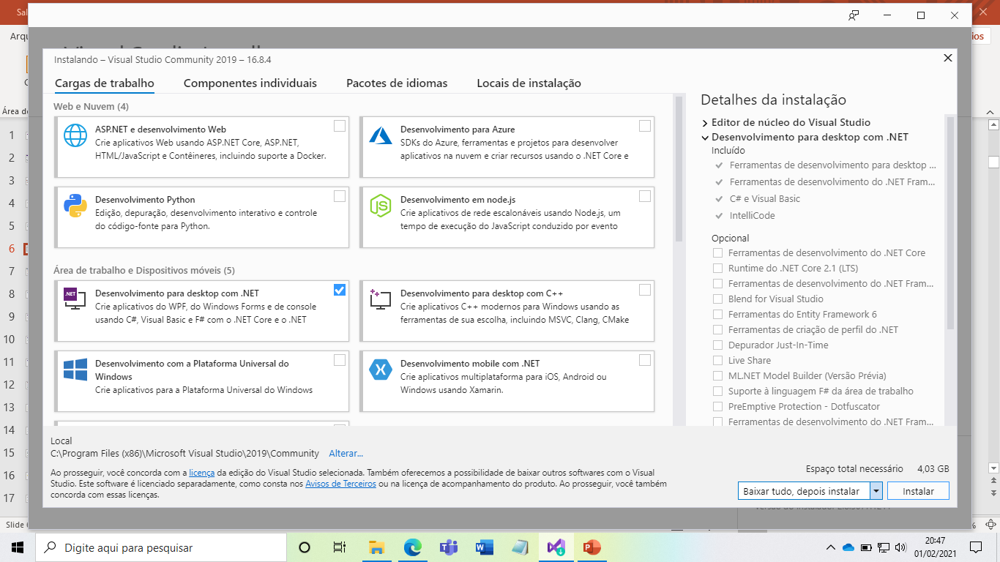 Sal
Arqu
ios
Área de
Instalando – Visual Studio Community 2019 – 16.8.4
Cargas de trabalho
Componentes individuais
Pacotes de idiomas
Locais de instalação
Web e Nuvem (4)
ASP.NET e desenvolvimento Web
Crie aplicativos Web usando ASP.NET Core, ASP.NET,
HTML/JavaScript e Contêineres, incluindo suporte a Docker.
Desenvolvimento para Azure
SDKs do Azure, ferramentas e projetos para desenvolver
aplicativos na nuvem e criar recursos usando o .NET Core e
Desenvolvimento Python
Edição, depuração, desenvolvimento interativo e controle
do código-fonte para Python.
Desenvolvimento em node.js
Crie aplicativos de rede escalonáveis usando Node.js, um
tempo de execução do JavaScript conduzido por evento
Área de trabalho e Dispositivos móveis (5)
.NET
Desenvolvimento para desktop com .NET
Crie aplicativos do WPF, do Windows Forms e de console
usando C#, Visual Basic e F# com o .NET Core e o .NET
Desenvolvimento para desktop com C++
Crie aplicativos C++ modernos para Windows usando as
ferramentas de sua escolha, incluindo MSVC, Clang, CMake
Desenvolvimento com a Plataforma Universal do
Windows
Crie aplicativos para a Plataforma Universal do Windows
Desenvolvimento mobile com .NET
Crie aplicativos multiplataforma para iOS, Android ou
Windows usando Xamarin.
Detalhes da instalação
Editor de núcleo do Visual Studio
Desenvolvimento para desktop com .NET
Incluído
Ferramentas de desenvolvimento para desktop ...
Ferramentas de desenvolvimento do .NET Fram...
C# e Visual Basic
IntelliCode
Opcional
Ferramentas de desenvolvimento do .NET Core
Runtime do .NET Core 2.1 (LTS)
Ferramentas de desenvolvimento do .NET Fram...
Blend for Visual Studio
Ferramentas do Entity Framework 6
Ferramentas de criação de perfil do .NET
Depurador Just-In-Time
Live Share
ML.NET Model Builder (Versão Prévia)
Suporte à linguagem F# da área de trabalho
PreEmptive Protection - Dotfuscator
Ferramentas de desenvolvimento do .NET Fram...
Local
C:\Program Files (x86)\Microsoft Visual Studio\2019\Community Alterar...
Ao prosseguir, você concorda com a licença da edição do Visual Studio selecionada. Também oferecemos a possibilidade de baixar outros softwares com o Visual
Studio. Este software é licenciado separadamente, como consta nos Avisos de Terceiros ou na licença de acompanhamento do produto. Ao prosseguir, você também
concorda com essas licenças.
Espaço total necessário 4,03 GB
Baixar tudo, depois instalar
Instalar
1
2
3
4
5
6
7
8
9
10
11
12
13
14
15
16
17
Slide 6
%
Digite aqui para pesquisar
20:47
01/02/2021